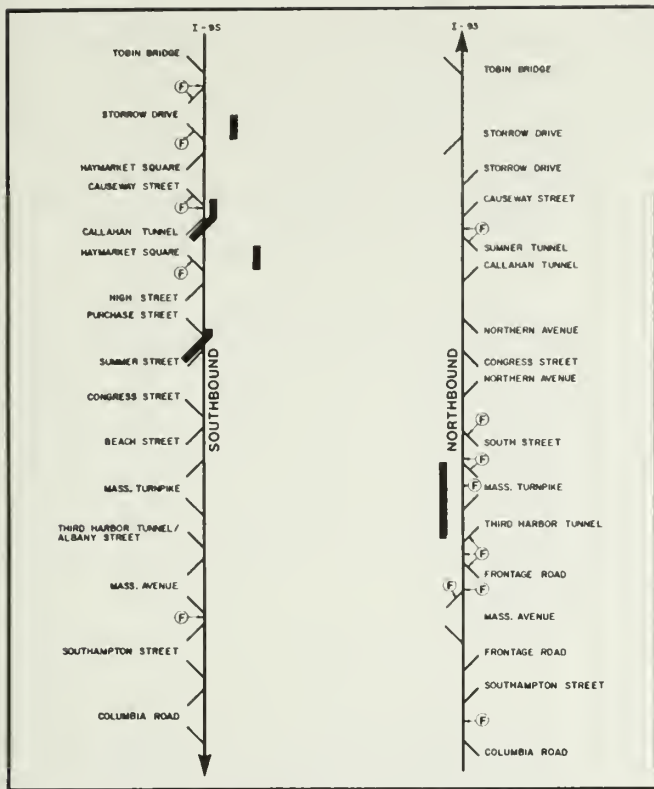 I - 95
TOBIN BRIDGE
F
STORROW DRIVE
F
HAYMARKET SQUARE
CAUSEWAY STREET
F
CALLAHAN TUNNEL
HAYMARKET SQUARE
F
HIGH STREET
PURCHASE STREET
SUMMER STREET
SOUTHBOUND
CONGRESS STREET
BEACH STREET
MASS. TURNPIKE
THIRD HARBOR TUNNEL/
ALBANY STREET
MASS. AVENUE
F
SOUTHAMPTON STREET
COLUMBIA ROAD
I - 93
TOBIN BRIDGE
STORROW DRIVE
STORROW DRIVE
CAUSEWAY STREET
F
SUMNER TUNNEL
CALLAHAN TUNNEL
NORTHERN AVENUE
CONGRESS STREET
NORTHERN AVENUE
NORTHBOUND
F
SOUTH STREET
F
F MASS. TURNPIKE
THIRD HARBOR TUNNEL
F
FRONTAGE ROAD
F F
MASS. AVENUE
FRONTAGE ROAD
SOUTHAMPTON STREET
F
COLUMBIA ROAD